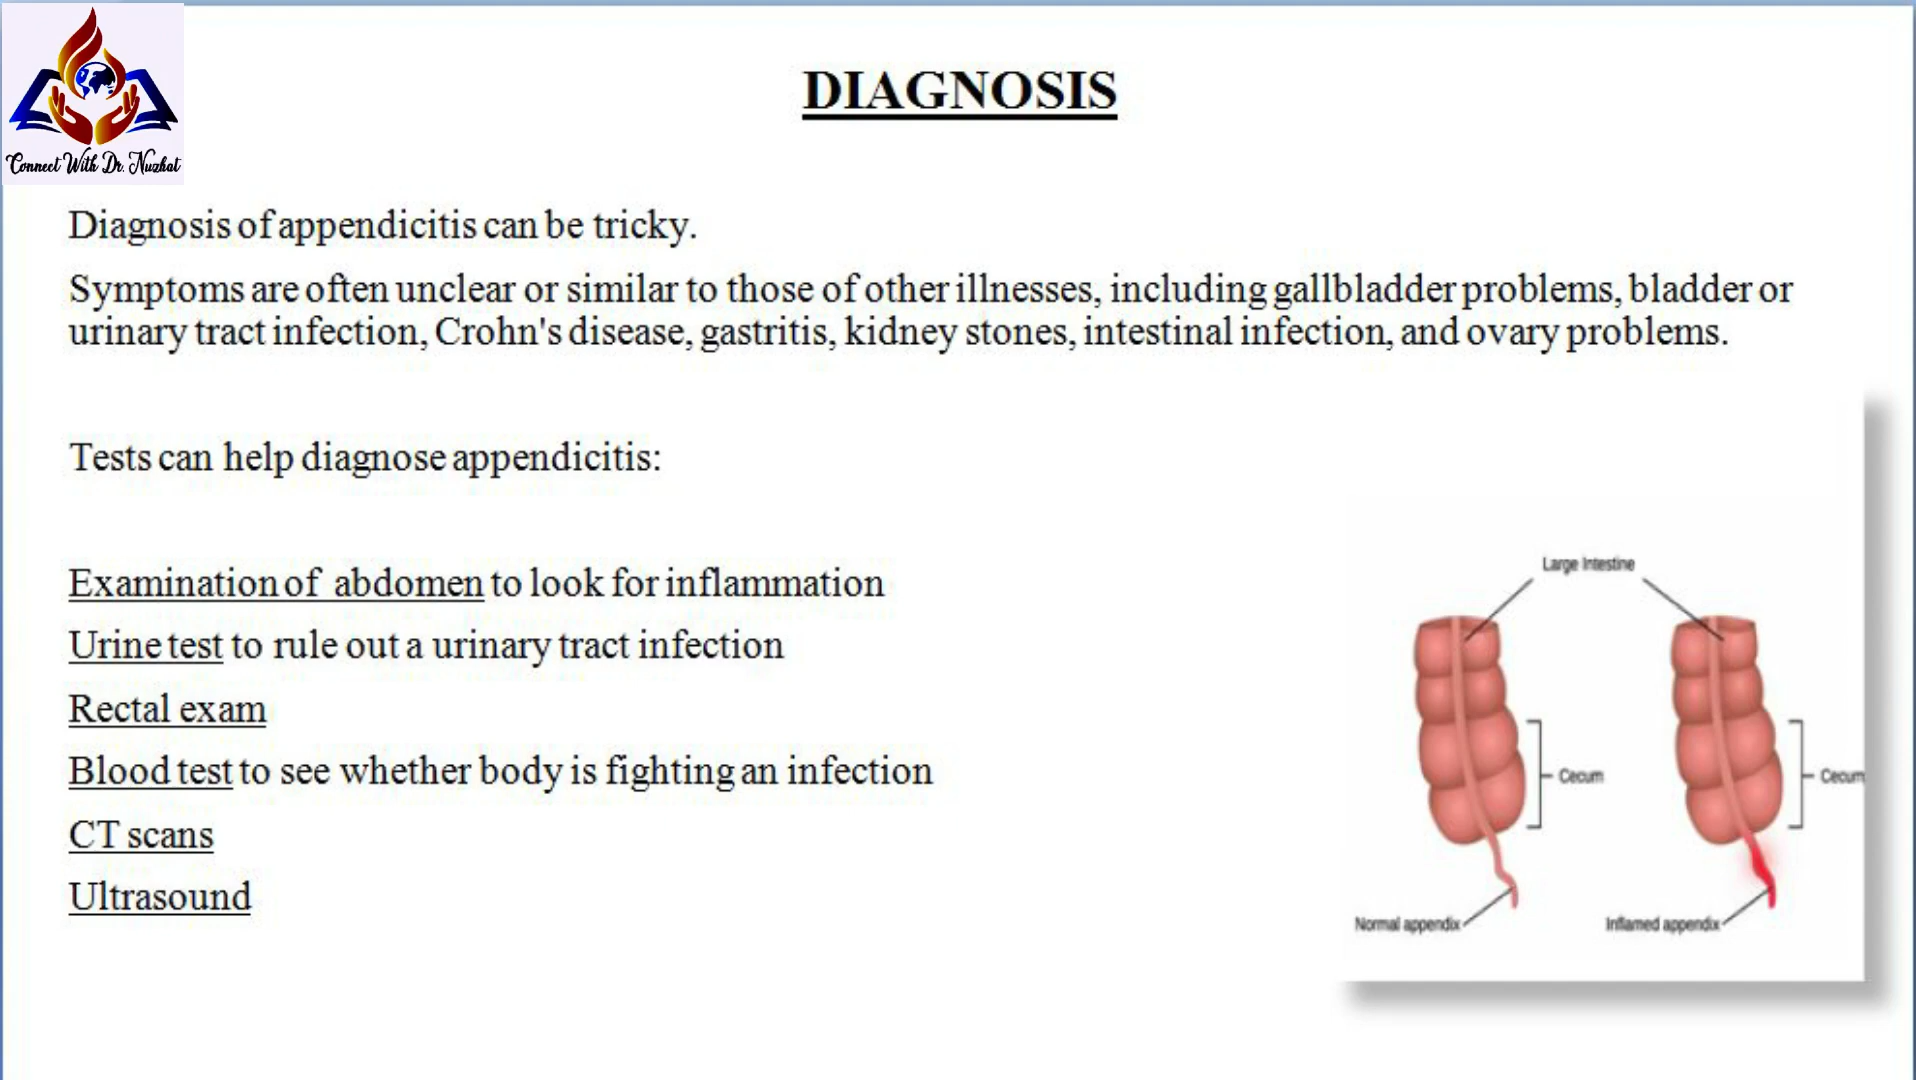 Connect With Dr. Nuzhat
DIAGNOSIS
Diagnosis of appendicitis can be tricky.
Symptoms are often unclear or similar to those of other illnesses, including gallbladder problems, bladder or
urinary tract infection, Crohn's disease, gastritis, kidney stones, intestinal infection, and ovary problems.
Tests can help diagnose appendicitis:
Examination of abdomen to look for inflammation
Urine test to rule out a urinary tract infection
Rectal exam
Blood test to see whether body is fighting an infection
CT scans
Ultrasound
Large Intestine
Cecum
Cecum
Normal appendix
Inflamed appendix